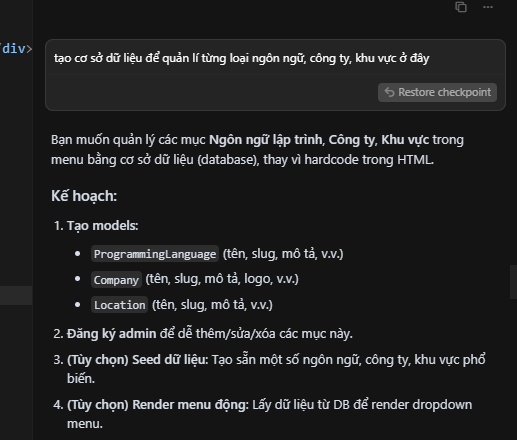 div>
tạo cơ sở dữ liệu để quản lí từng loại ngôn ngữ, công ty, khu vực ở đây
Restore checkpoint
Bạn muốn quản lý các mục Ngôn ngữ lập trình, Công ty, Khu vực trong
menu bằng cơ sở dữ liệu (database), thay vì hardcode trong HTML.
Kế hoạch:
1. Tạo models:
• ProgrammingLanguage (tên, slug, mô tả, v.v.)
• Company (tên, slug, mô tả, logo, v.v.)
• Location (tên, slug, mô tả, v.v.)
2. Đăng ký admin để dễ thêm/sửa/xóa các mục này.
3. (Tùy chọn) Seed dữ liệu: Tạo sẵn một số ngôn ngữ, công ty, khu vực phổ
biến.
4. (Tùy chọn) Render menu động: Lấy dữ liệu từ DB để render dropdown
menu.